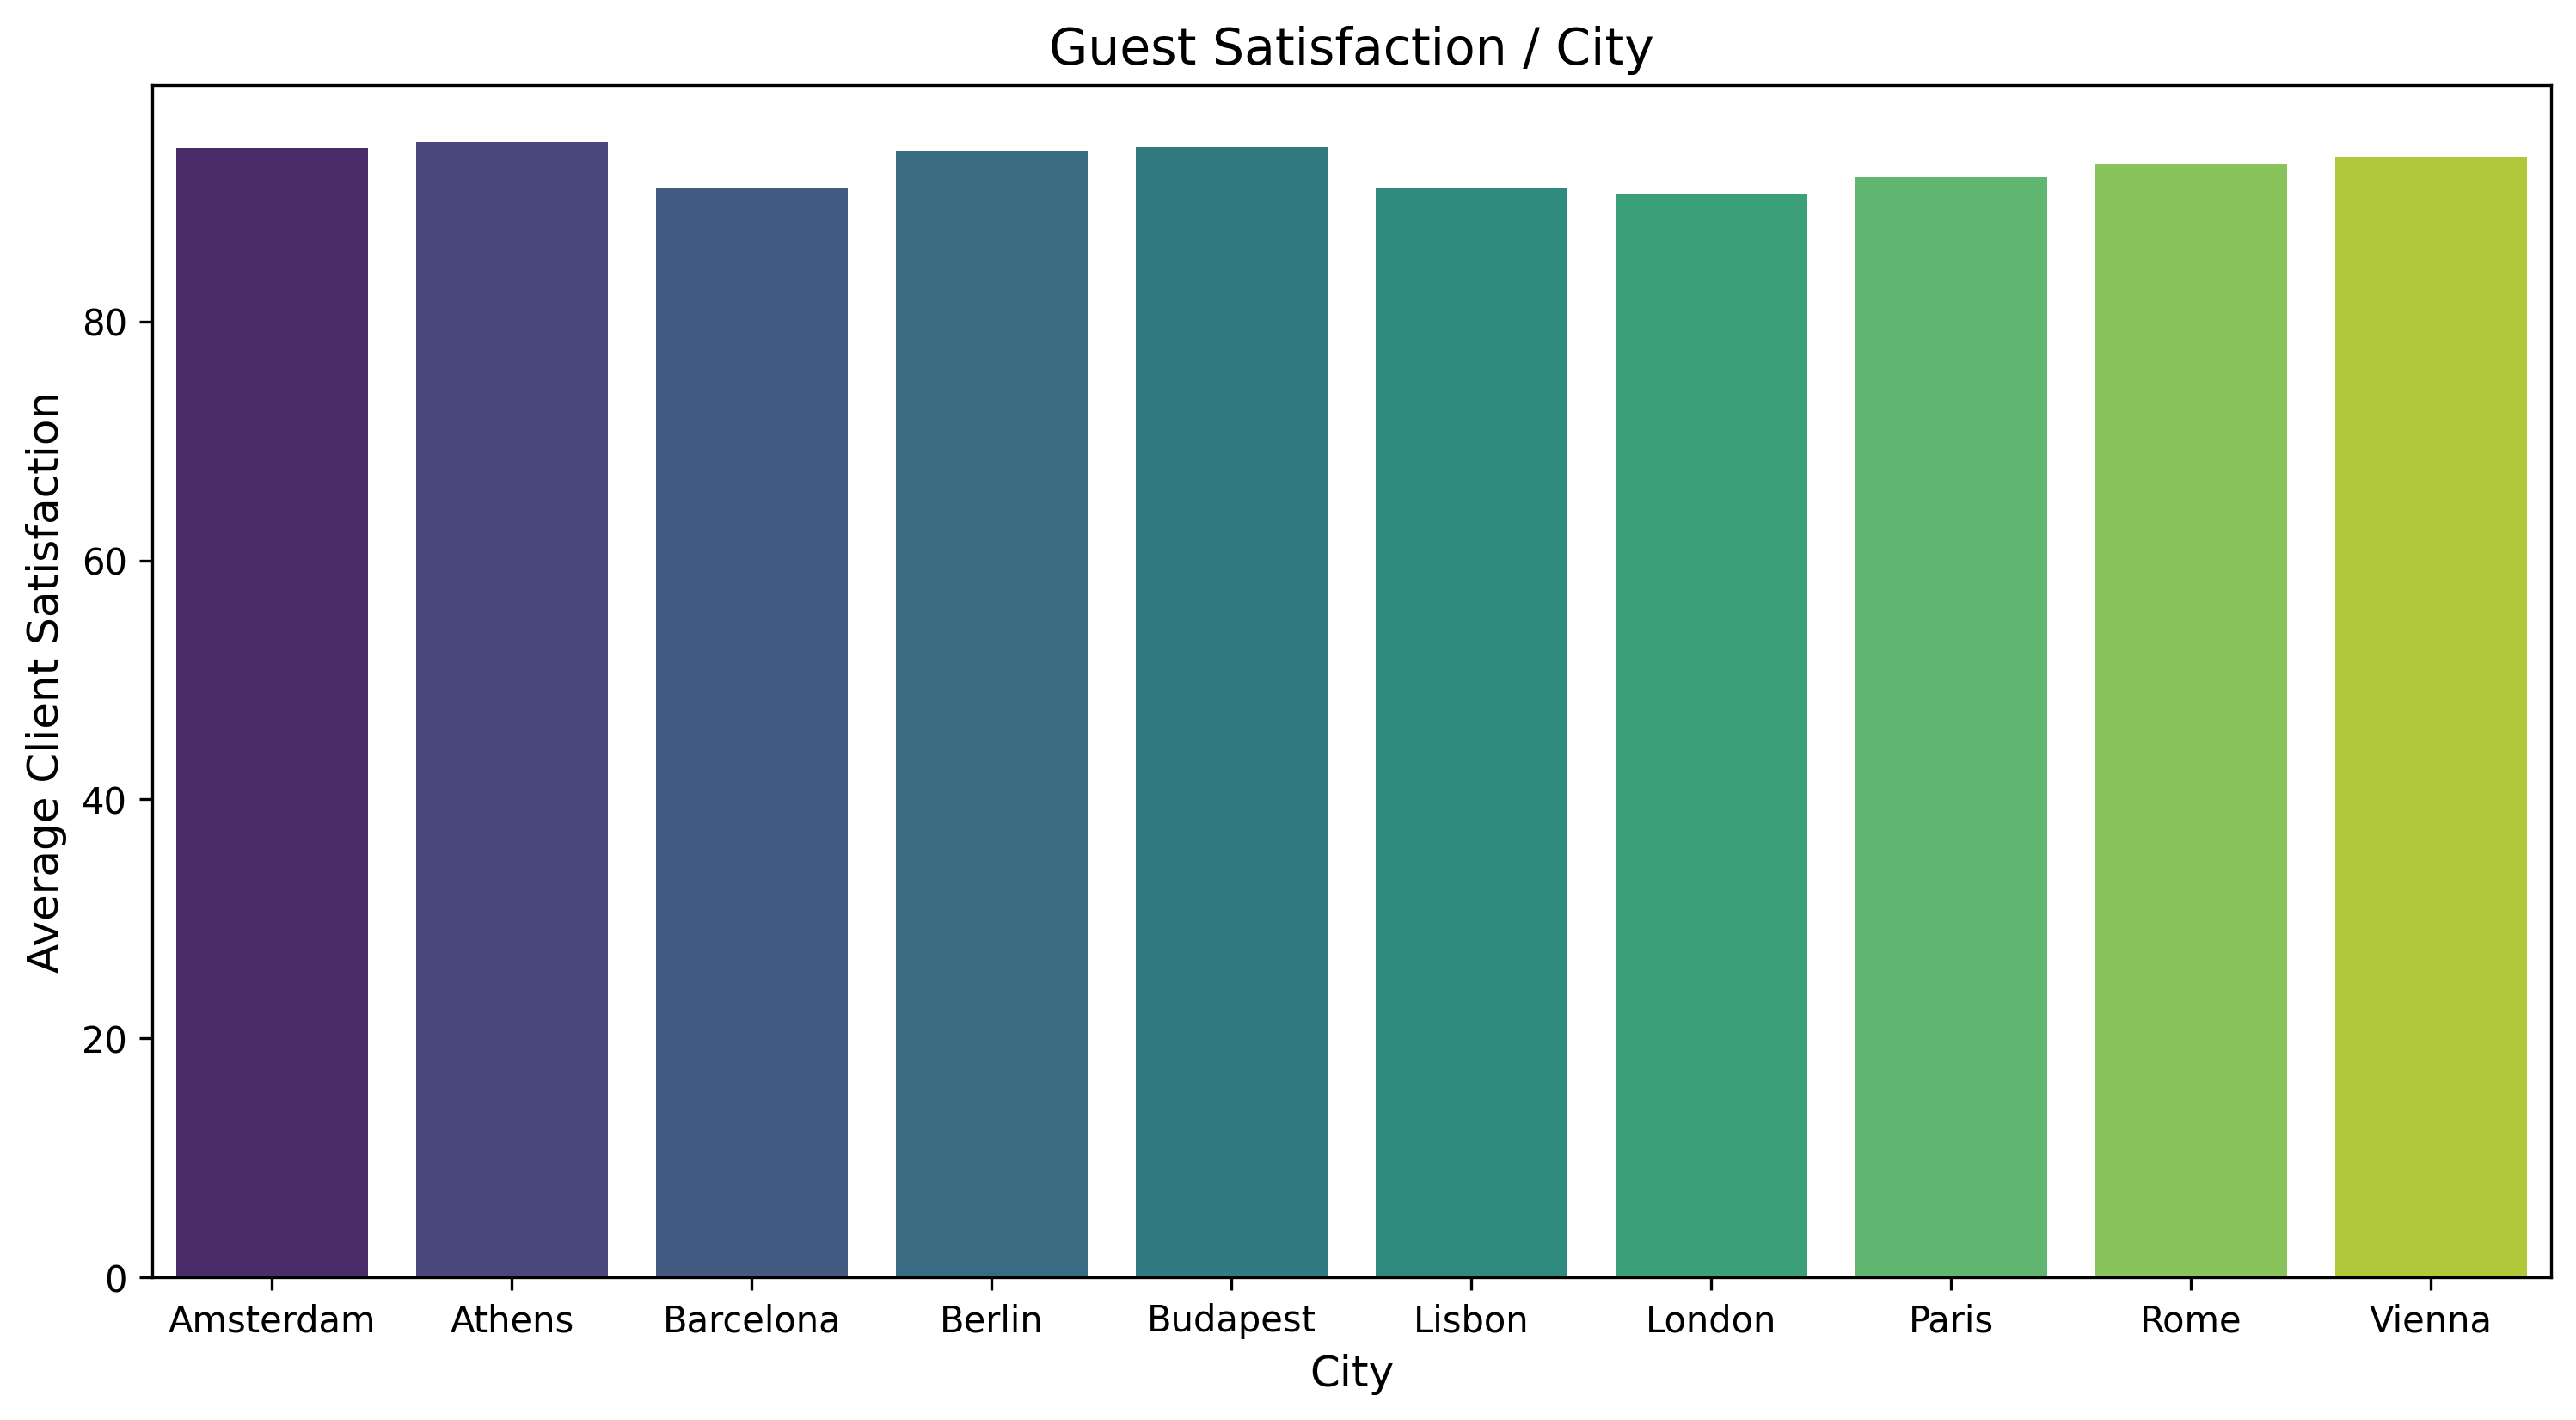 Guest Satisfaction / City
Average Client Satisfaction
80
60
40
20
0
Amsterdam Athens Barcelona Berlin Budapest Lisbon London Paris Rome Vienna
City